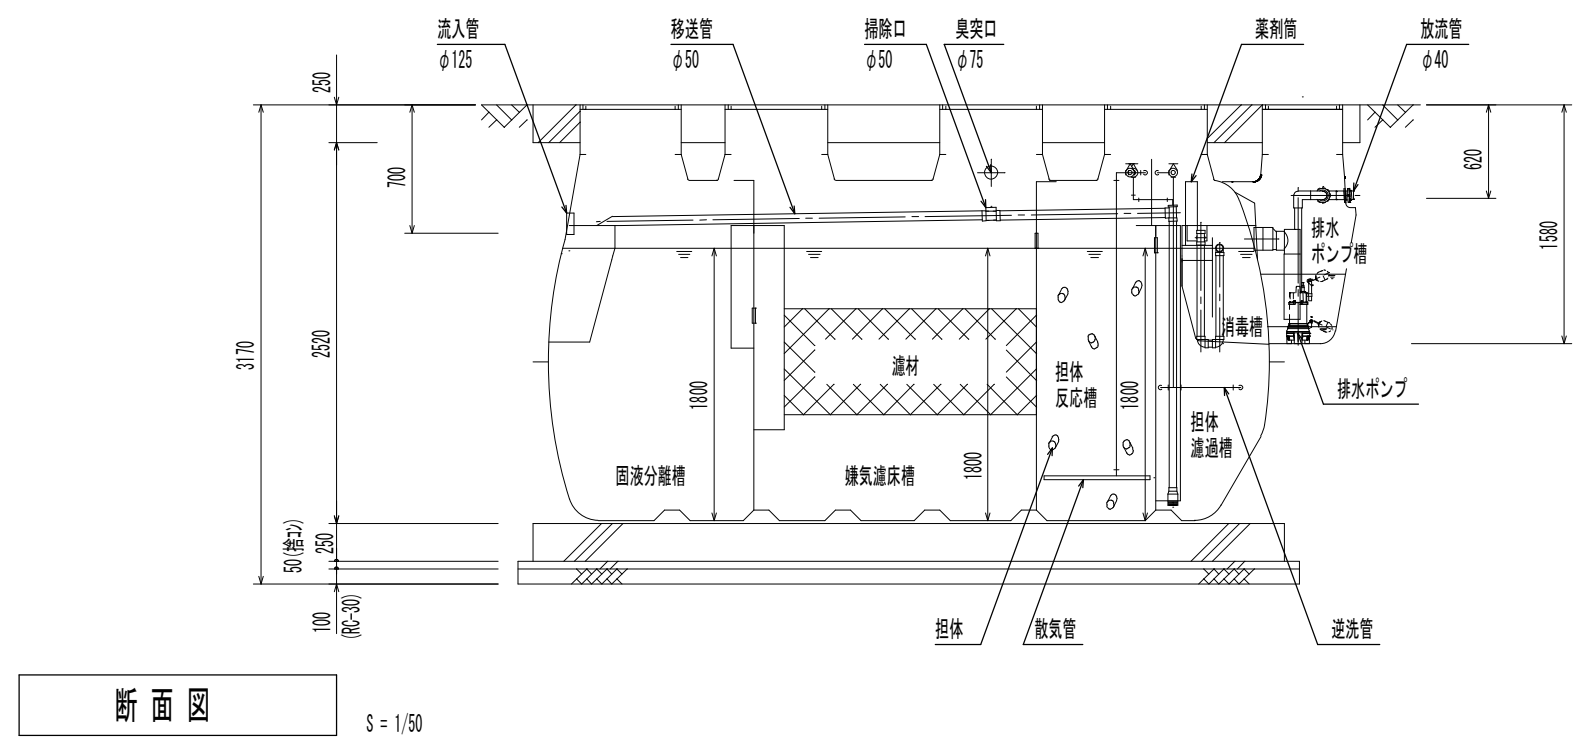 流入管
φ125
移送管
φ50
掃除口
φ50
臭突口
φ75
薬剤筒
放流管
φ40
250
700
620
1580
排水
ポンプ槽
3170
2520
消毒槽
濾材
担体
反応槽
1800
1800
1800
排水ポンプ
担体
濾過槽
固液分離槽
嫌気濾床槽
250
50(捨コン)
100
(RC-30)
担体
散気管
逆洗管
断面図
S = 1/50